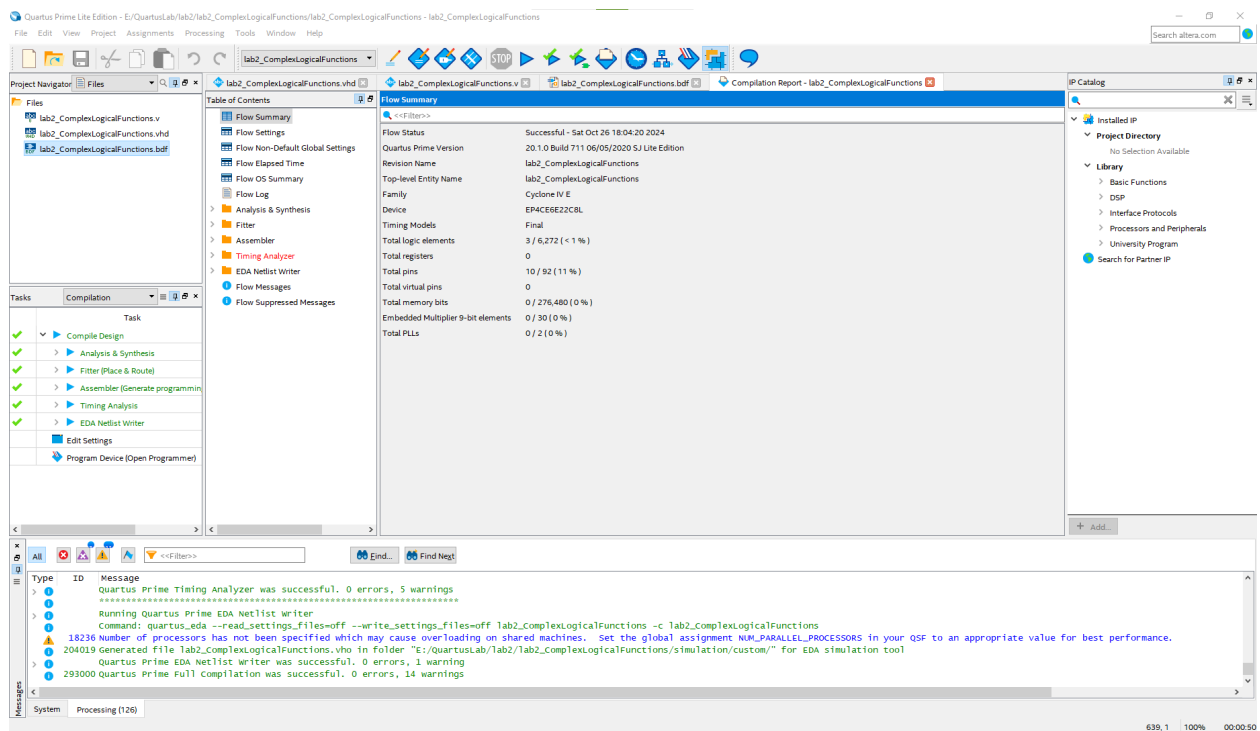 Quartus Prime Lite Edition - E:/QuartusLab/lab2/lab2_ComplexLogicalFunctions/lab2_ComplexLogicalFunctions - lab2_ComplexLogicalFunctions
File Edit View Project Assignments Processing Tools Window Help
Search altera.com
lab2_ComplexLogicalFunctions
STOP
Project Navigator Files
lab2_ComplexLogicalFunctions.vhd
lab2_ComplexLogicalFunctions.v
lab2_ComplexLogicalFunctions.bdf
Compilation Report - lab2_ComplexLogicalFunctions
IP Catalog
Files
lab2_ComplexLogicalFunctions.v
lab2_ComplexLogicalFunctions.vhd
lab2_ComplexLogicalFunctions.bdf
Table of Contents
Flow Summary
Flow Settings
Flow Non-Default Global Settings
Flow Elapsed Time
Flow OS Summary
Flow Log
Analysis & Synthesis
Fitter
Assembler
Timing Analyzer
EDA Netlist Writer
Flow Messages
Flow Suppressed Messages
Flow Summary
<<Filter>>
Flow Status Successful - Sat Oct 26 18:04:20 2024
Quartus Prime Version 20.1.0 Build 711 06/05/2020 SJ Lite Edition
Revision Name lab2_ComplexLogicalFunctions
Top-level Entity Name lab2_ComplexLogicalFunctions
Family Cyclone IV E
Device EP4CE6E22C8L
Timing Models Final
Total logic elements 3 / 6,272 ( < 1 % )
Total registers 0
Total pins 10 / 92 ( 11 % )
Total virtual pins 0
Total memory bits 0 / 276,480 ( 0 % )
Embedded Multiplier 9-bit elements 0 / 30 ( 0 % )
Total PLLs 0 / 2 ( 0 % )
Installed IP
Project Directory
No Selection Available
Library
Basic Functions
DSP
Interface Protocols
Processors and Peripherals
University Program
Search for Partner IP
+ Add...
Tasks Compilation
Task
Compile Design
Analysis & Synthesis
Fitter (Place & Route)
Assembler (Generate programmin
Timing Analysis
EDA Netlist Writer
Edit Settings
Program Device (Open Programmer)
All <<Filter>> Find... Find Next
Type ID Message
Quartus Prime Timing Analyzer was successful. 0 errors, 5 warnings
*******************************************************************
Running Quartus Prime EDA Netlist Writer
Command: quartus_eda --read_settings_files=off --write_settings_files=off lab2_ComplexLogicalFunctions -c lab2_ComplexLogicalFunctions
18236 Number of processors has not been specified which may cause overloading on shared machines. Set the global assignment NUM_PARALLEL_PROCESSORS in your QSF to an appropriate value for best performance.
204019 Generated file lab2_ComplexLogicalFunctions.vho in folder "E:/QuartusLab/lab2/lab2_ComplexLogicalFunctions/simulation/custom/" for EDA simulation tool
Quartus Prime EDA Netlist Writer was successful. 0 errors, 1 warning
293000 Quartus Prime Full Compilation was successful. 0 errors, 14 warnings
Messages
System Processing (126)
639, 1 100% 00:00:50